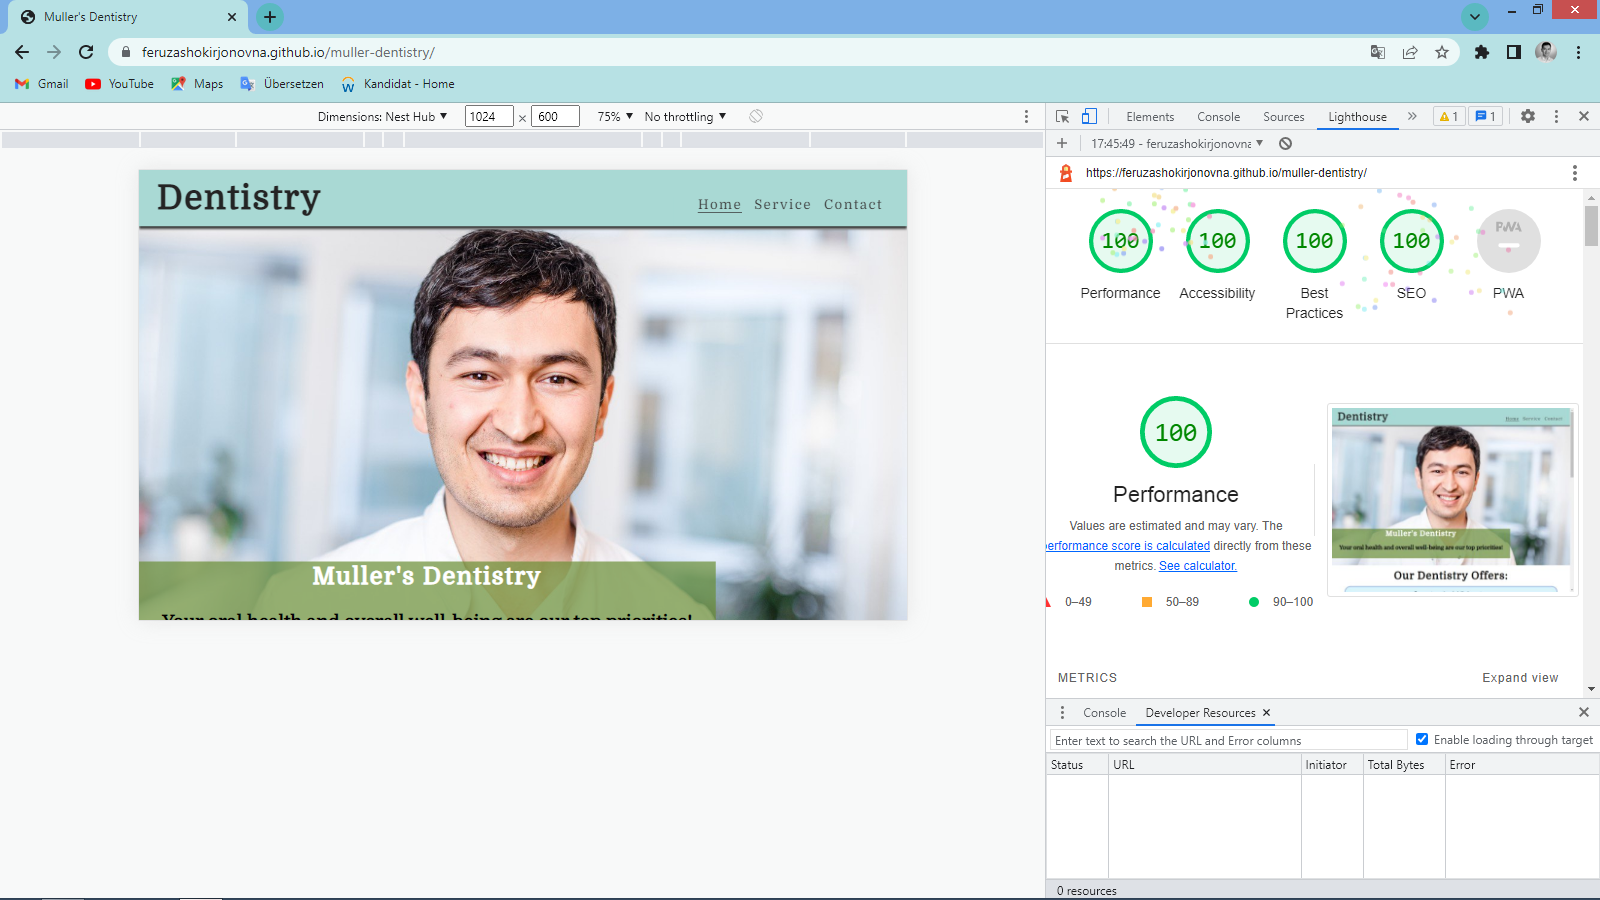 Muller's Dentistry
feruzashokirjonovna.github.io/muller-dentistry/
Gmail YouTube Maps Übersetzen Kandidat - Home
Dimensions: Nest Hub 1024 × 600 75% No throttling
Elements Console Sources Lighthouse 1 1
17:45:49 - feruzashokirjonovna
https://feruzashokirjonovna.github.io/muller-dentistry/
Dentistry
Home Service Contact
Muller's Dentistry
Your oral health and overall well-being are our top priorities!
100 100 100 100 PWA
Performance Accessibility Best Practices SEO PWA
100
Performance
Values are estimated and may vary. The
performance score is calculated directly from these
metrics. See calculator.
0–49 50–89 90–100
Dentistry
Home Service Contact
Muller's Dentistry
Your oral health and overall well-being are our top priorities!
Our Dentistry Offers:
METRICS Expand view
Console Developer Resources
Enter text to search the URL and Error columns Enable loading through target
Status URL Initiator Total Bytes Error
0 resources